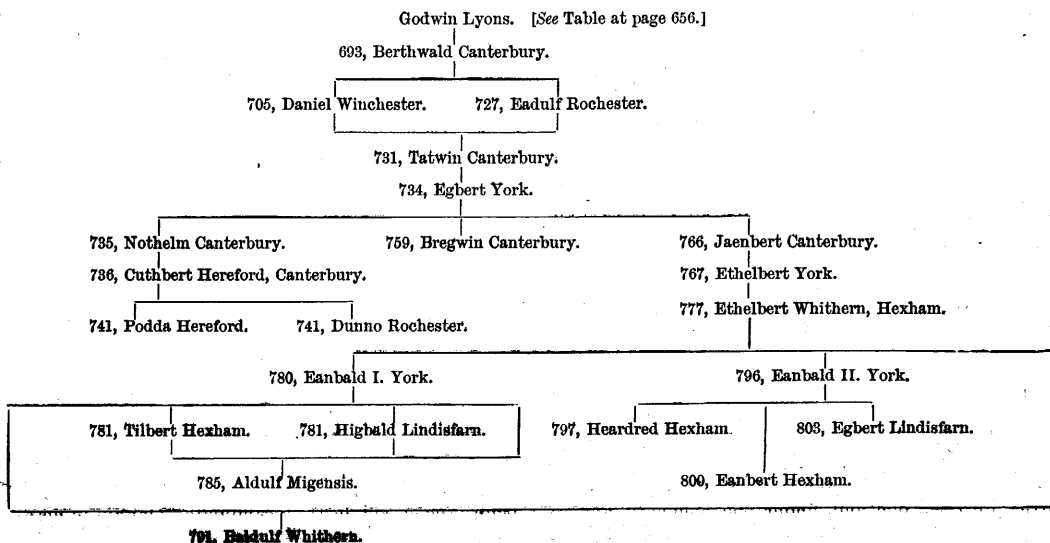 Godwin Lyons. [See Table at page 656.]
693, Berthwald Canterbury.
705, Daniel Winchester. 727, Eadulf Rochester.
731, Tatwin Canterbury.
734, Egbert York.
735, Nothelm Canterbury. 759, Bregwin Canterbury. 766, Jaenbert Canterbury.
736, Cuthbert Hereford, Canterbury. 767, Ethelbert York.
741, Podda Hereford. 741, Dunno Rochester. 777, Ethelbert Whithern, Hexham.
780, Eanbald I. York. 796, Eanbald II. York.
781, Tilbert Hexham. 781, Higbald Lindisfarn. 797, Heardred Hexham 803, Egbert Lindisfarn.
785, Aldulf Migensis. 800, Eanbert Hexham.
791, Baldulf Whithern.